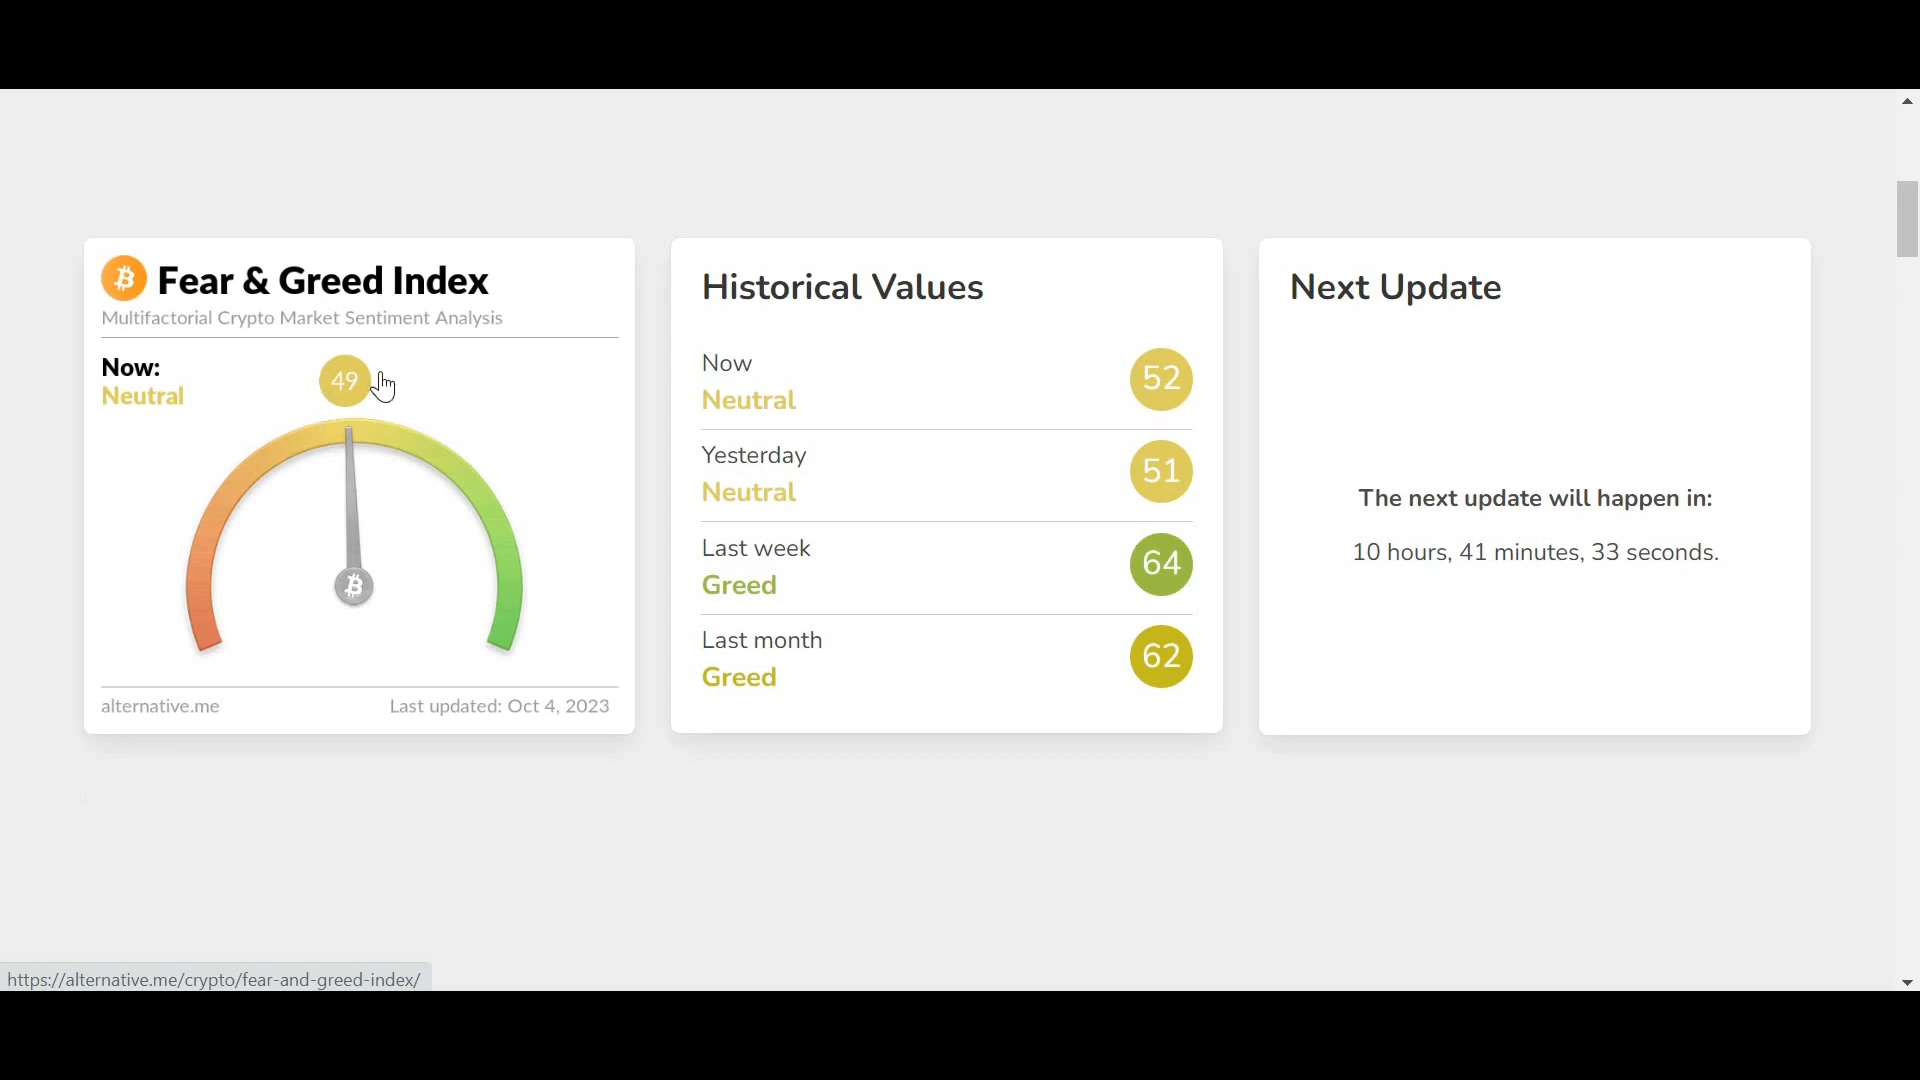 Fear & Greed Index
Multifactorial Crypto Market Sentiment Analysis
Now:
Neutral
49
alternative.me
Last updated: Oct 4, 2023
Historical Values
Now
Neutral
52
Yesterday
Neutral
51
Last week
Greed
64
Last month
Greed
62
Next Update
The next update will happen in:
10 hours, 41 minutes, 33 seconds.
https://alternative.me/crypto/fear-and-greed-index/